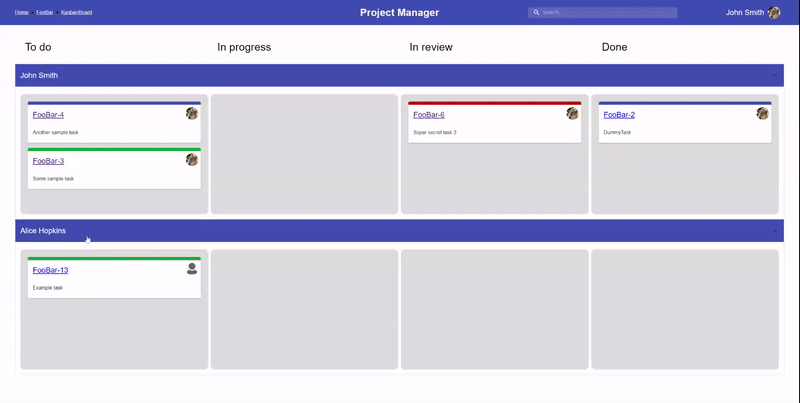 Home > FooBar > KanbanBoard
Project Manager
Search...
John Smith
To do
In progress
In review
Done
John Smith
FooBar-4
Another sample task
FooBar-3
Some sample task
FooBar-6
Super secret task 3
FooBar-2
DummyTask
Alice Hopkins
FooBar-13
Example task